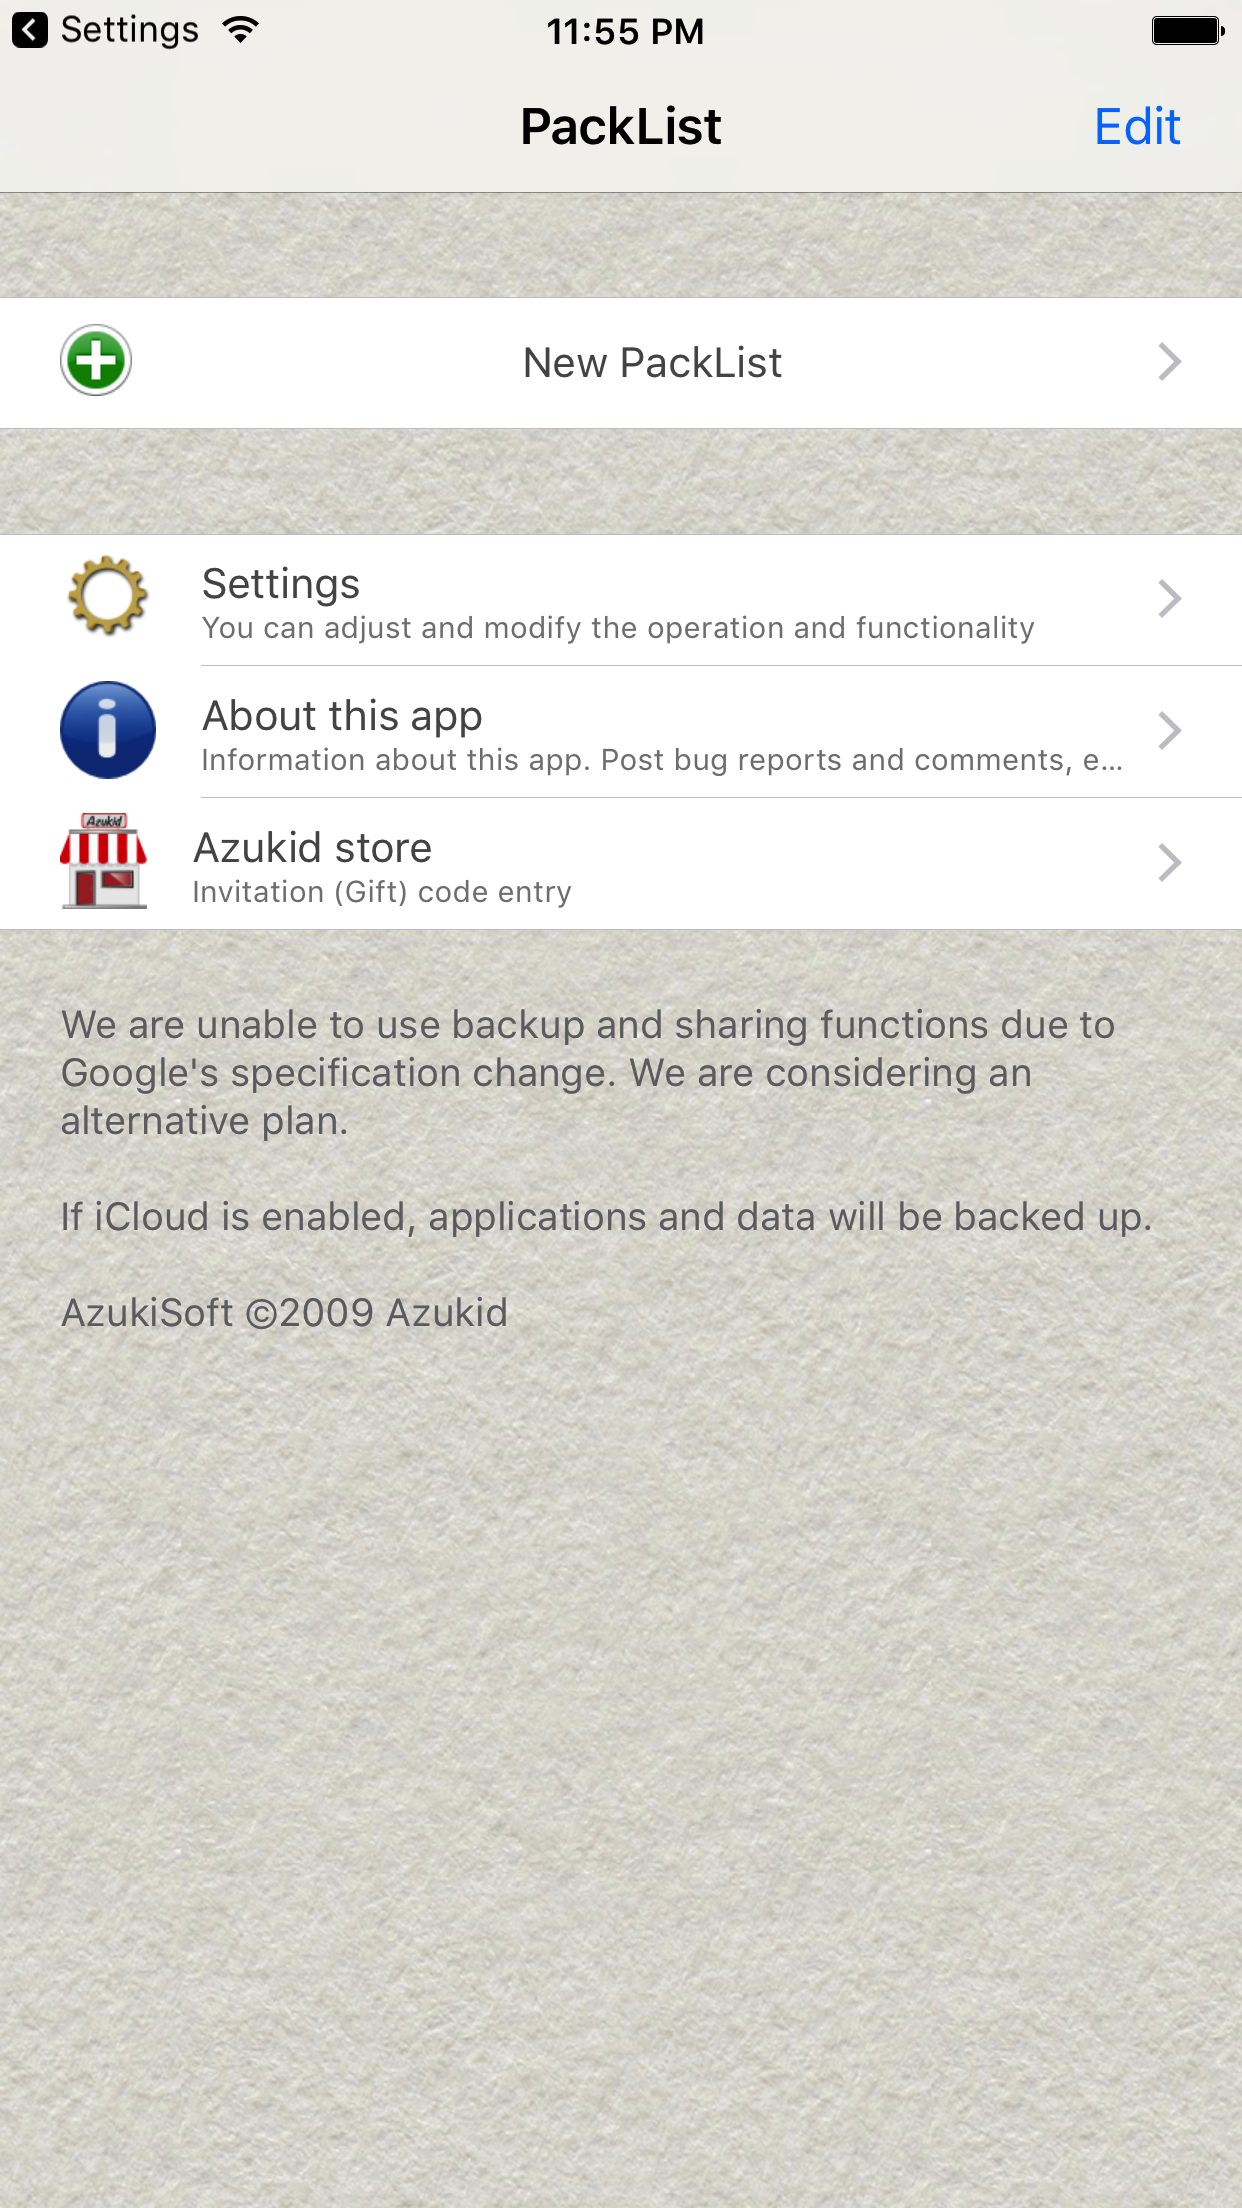 Settings
11:55 PM
PackList
Edit
New PackList
Settings
You can adjust and modify the operation and functionality
About this app
Information about this app. Post bug reports and comments, e...
Azukid
Azukid store
Invitation (Gift) code entry
We are unable to use backup and sharing functions due to
Google's specification change. We are considering an
alternative plan.
If iCloud is enabled, applications and data will be backed up.
AzukiSoft ©2009 Azukid